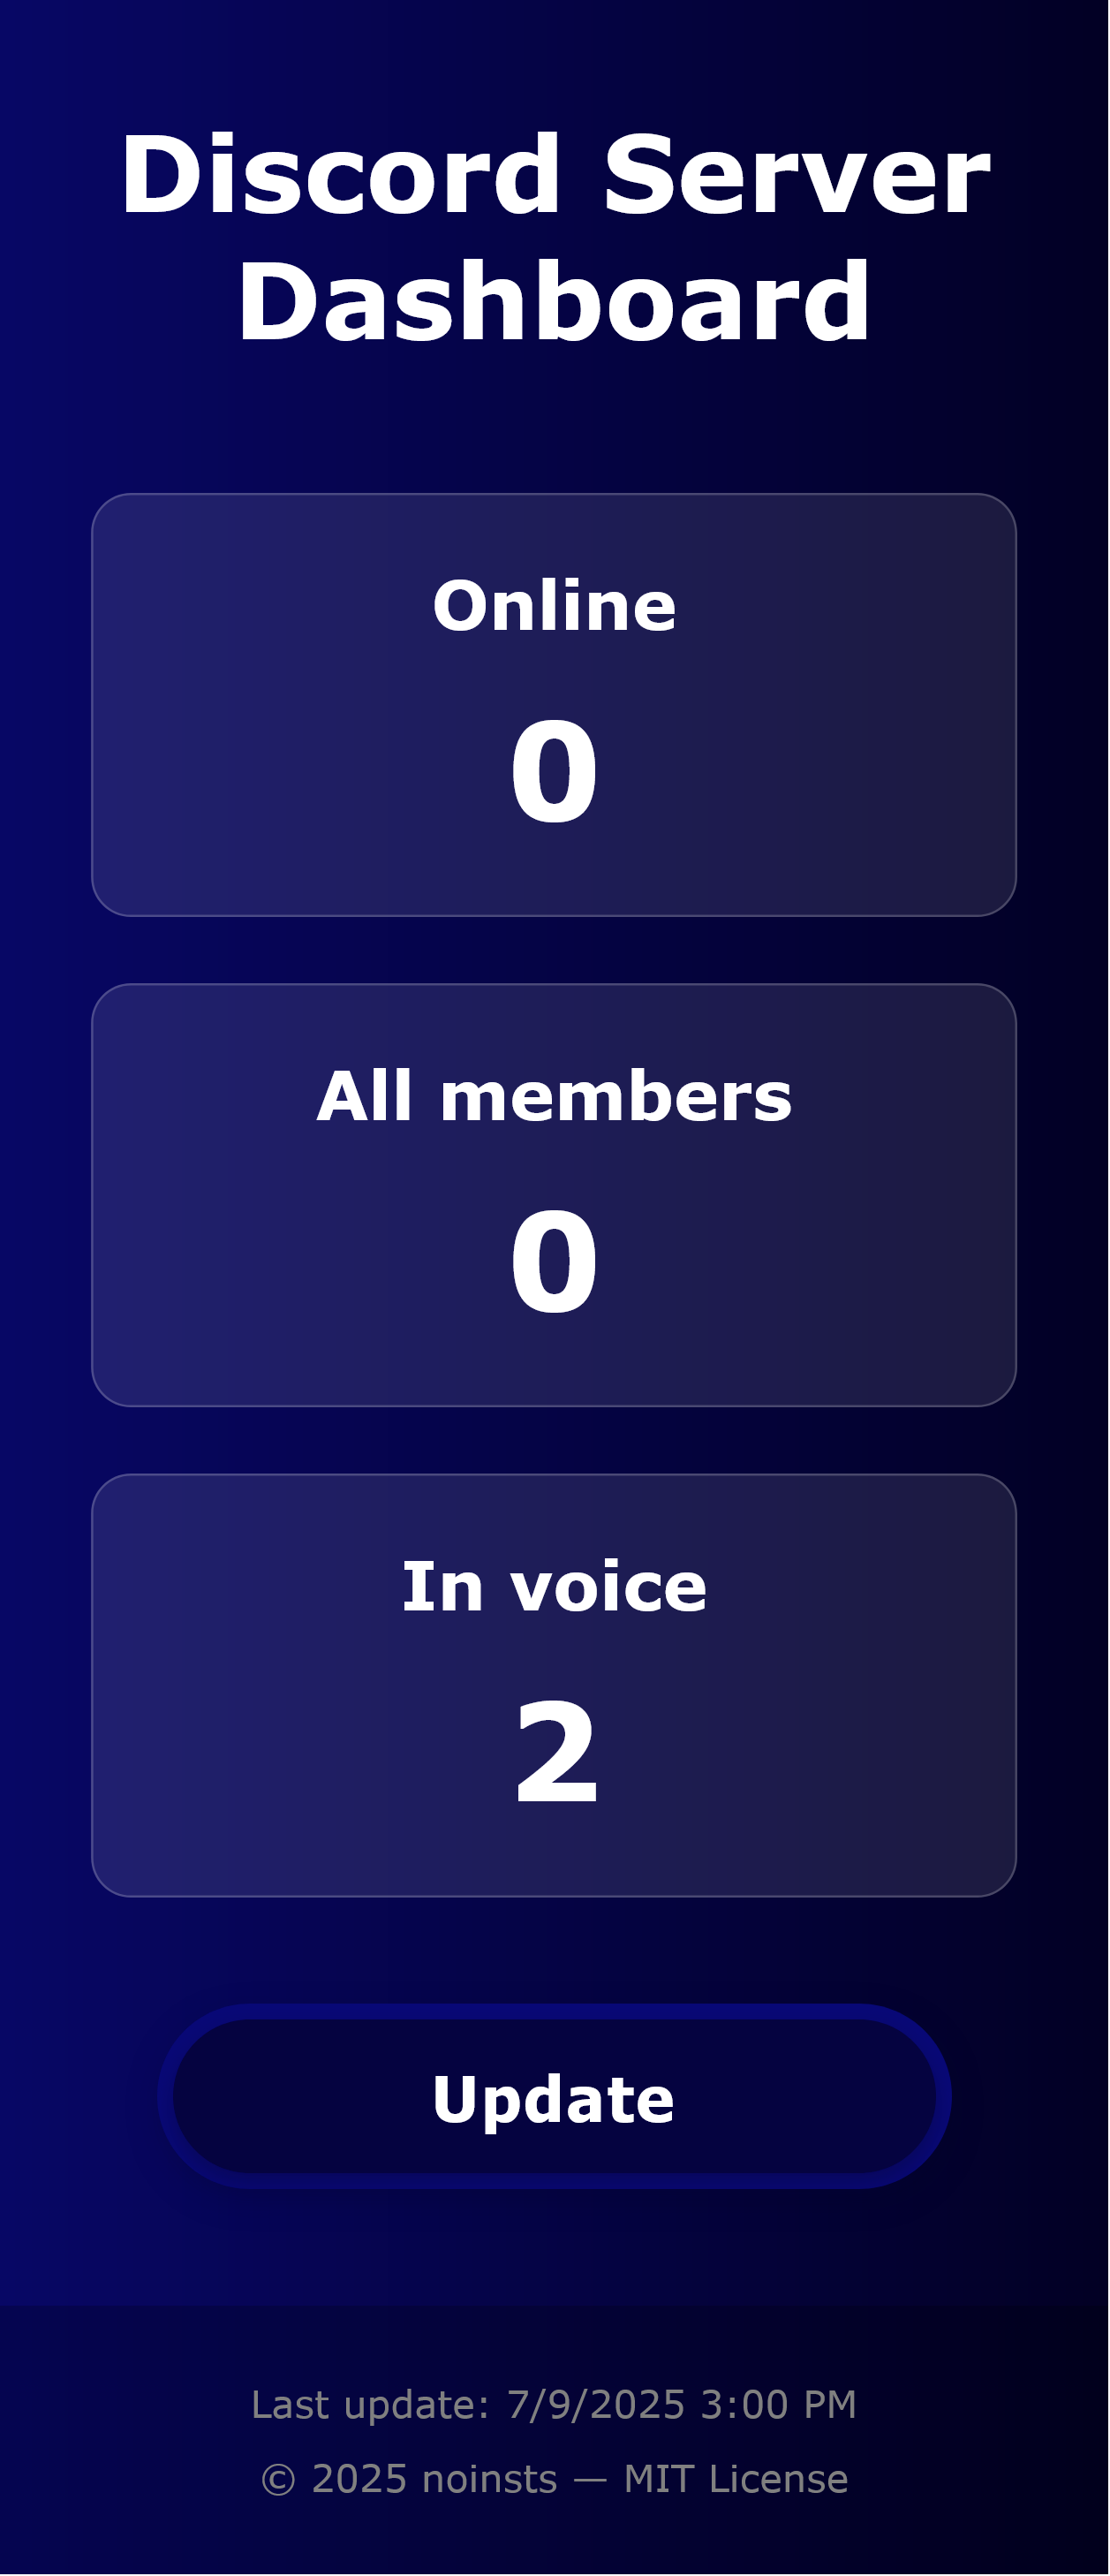 Discord Server
Dashboard
Online
0
All members
0
In voice
2
Update
Last update: 7/9/2025 3:00 PM
© 2025 noinsts — MIT License